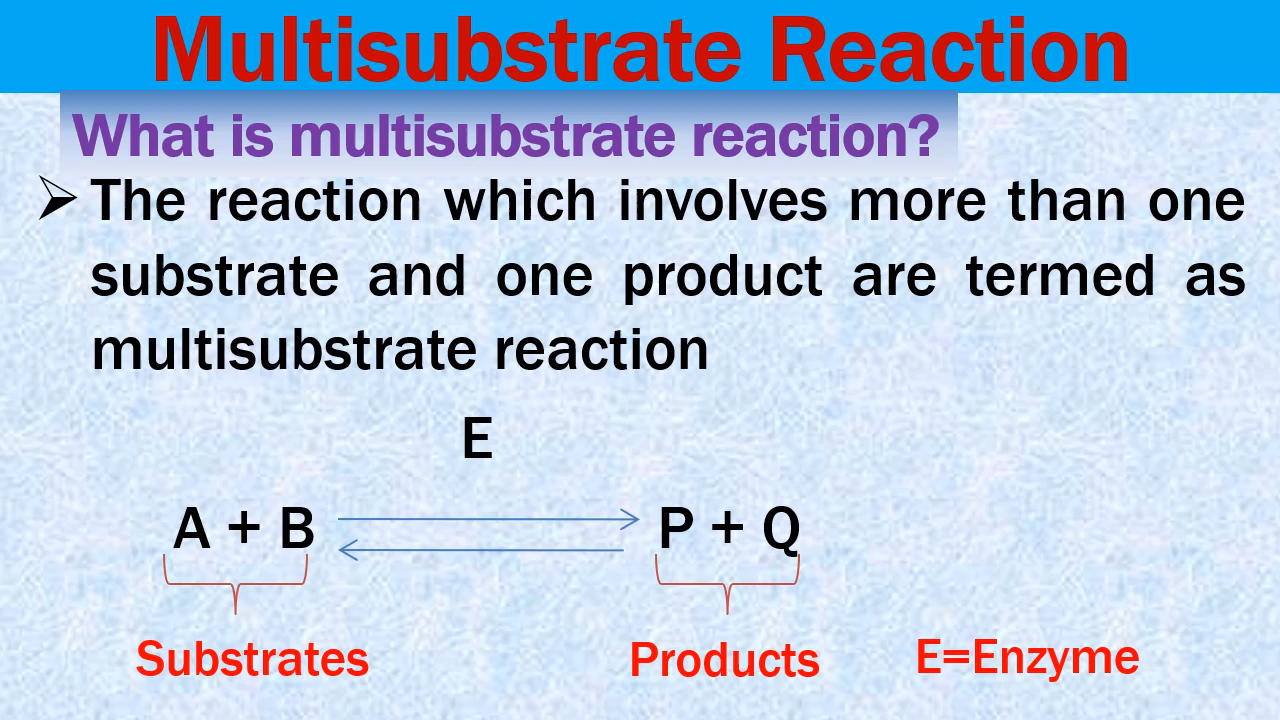 Multisubstrate Reaction
What is multisubstrate reaction?
The reaction which involves more than one
substrate and one product are termed as
multisubstrate reaction
E
A + B P + Q
Substrates Products E=Enzyme